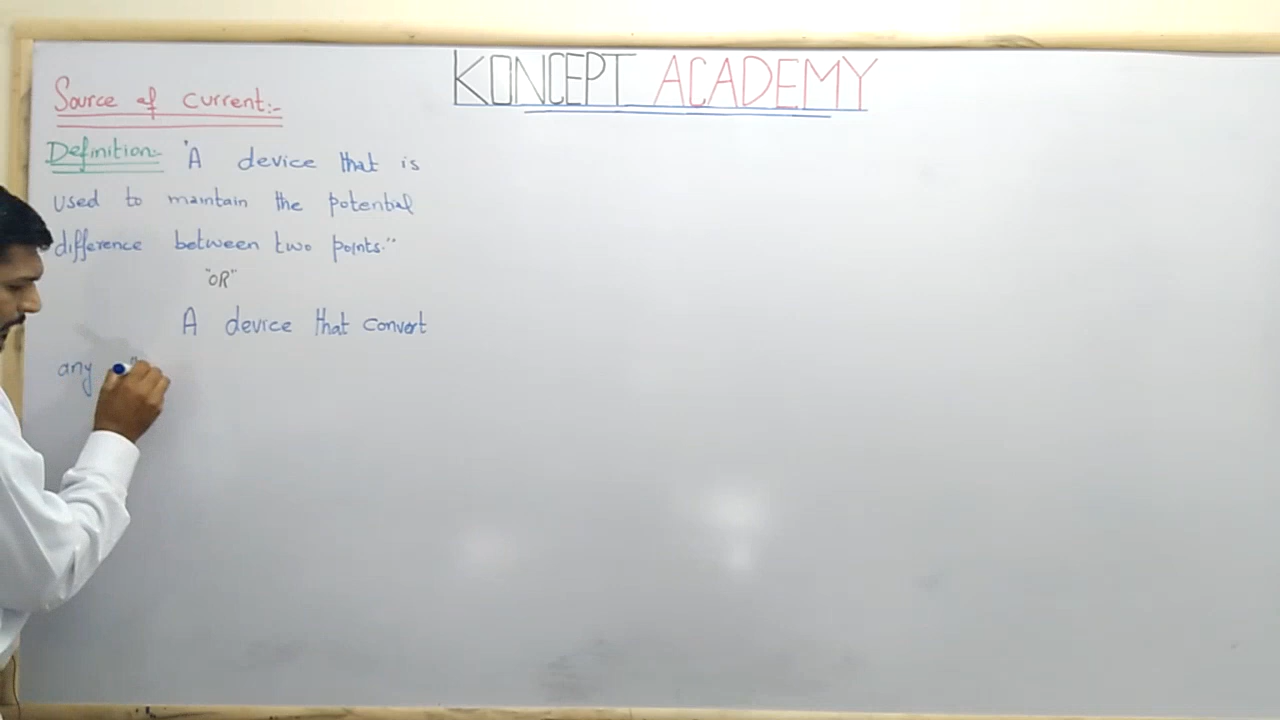 KONCEPT ACADEMY
Source of current:-
Definition:- "A device that is
used to maintain the potential
difference between two points."
"OR"
A device that convert
any